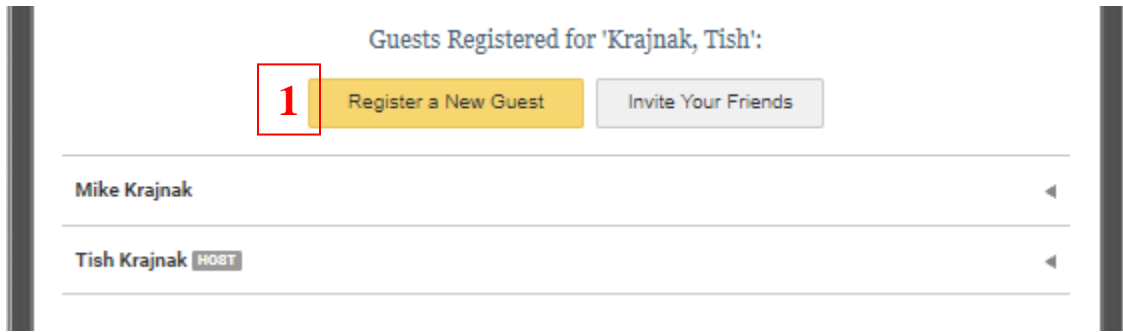 Guests Registered for 'Krajnak, Tish':
1 Register a New Guest Invite Your Friends
Mike Krajnak
Tish Krajnak HOST